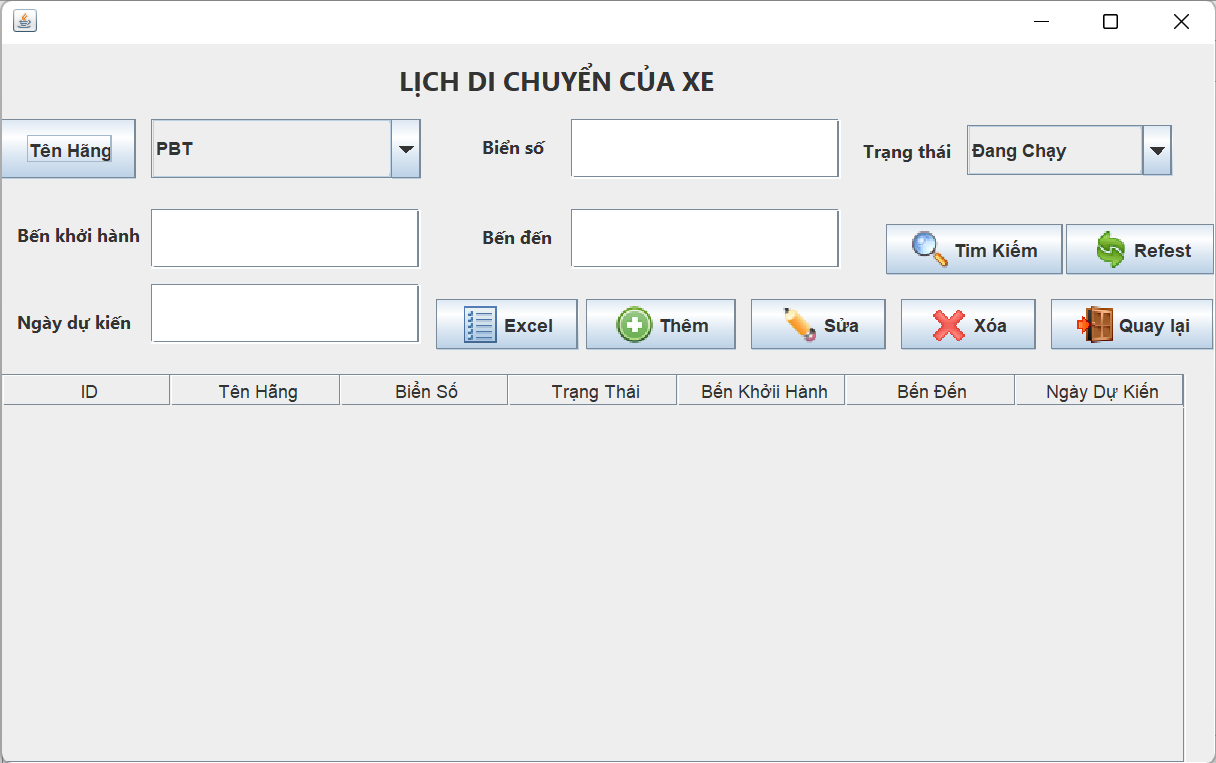 LỊCH DI CHUYỂN CỦA XE
Tên Hãng PBT Biển số Trạng thái Đang Chạy
Bến khởi hành Bến đến Tim Kiếm Refest
Ngày dự kiến Excel Thêm Sửa Xóa Quay lại
ID Tên Hãng Biển Số Trạng Thái Bến Khởii Hành Bến Đến Ngày Dự Kiến